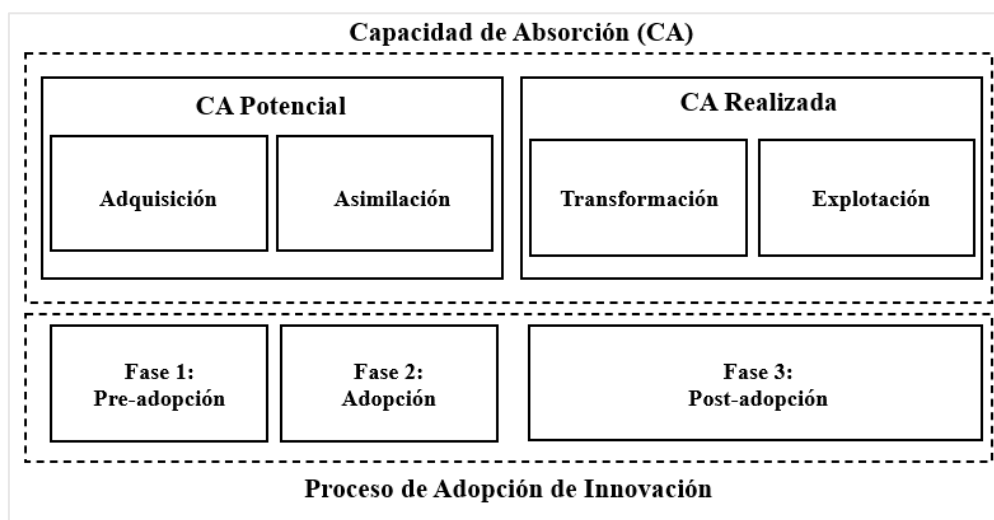 Capacidad de Absorción (CA)
CA Potencial
CA Realizada
Adquisición
Asimilación
Transformación
Explotación
Fase 1:
Pre-adopción
Fase 2:
Adopción
Fase 3:
Post-adopción
Proceso de Adopción de Innovación